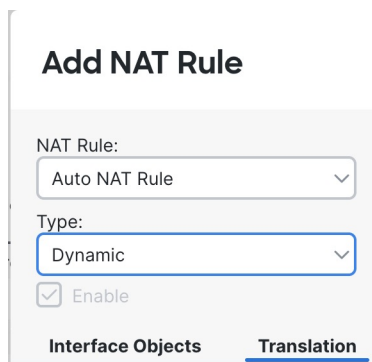 Add NAT Rule
NAT Rule:
Auto NAT Rule
Type:
Dynamic
Enable
Interface Objects Translation